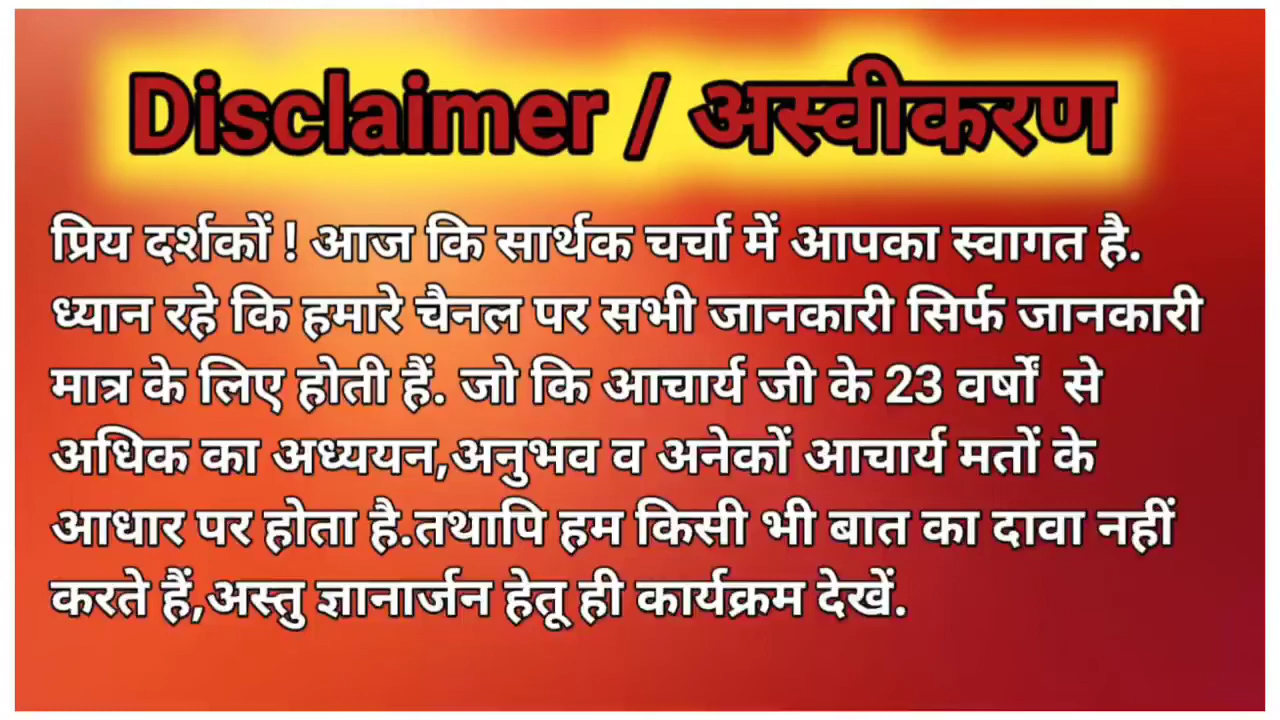 Disclaimer / अस्वीकरण
प्रिय दर्शकों ! आज कि सार्थक चर्चा में आपका स्वागत है.
ध्यान रहे कि हमारे चैनल पर सभी जानकारी सिर्फ जानकारी
मात्र के लिए होती हैं. जो कि आचार्य जी के 23 वर्षों से
अधिक का अध्ययन,अनुभव व अनेकों आचार्य मतों के
आधार पर होता है.तथापि हम किसी भी बात का दावा नहीं
करते हैं,अस्तु ज्ञानार्जन हेतू ही कार्यक्रम देखें.